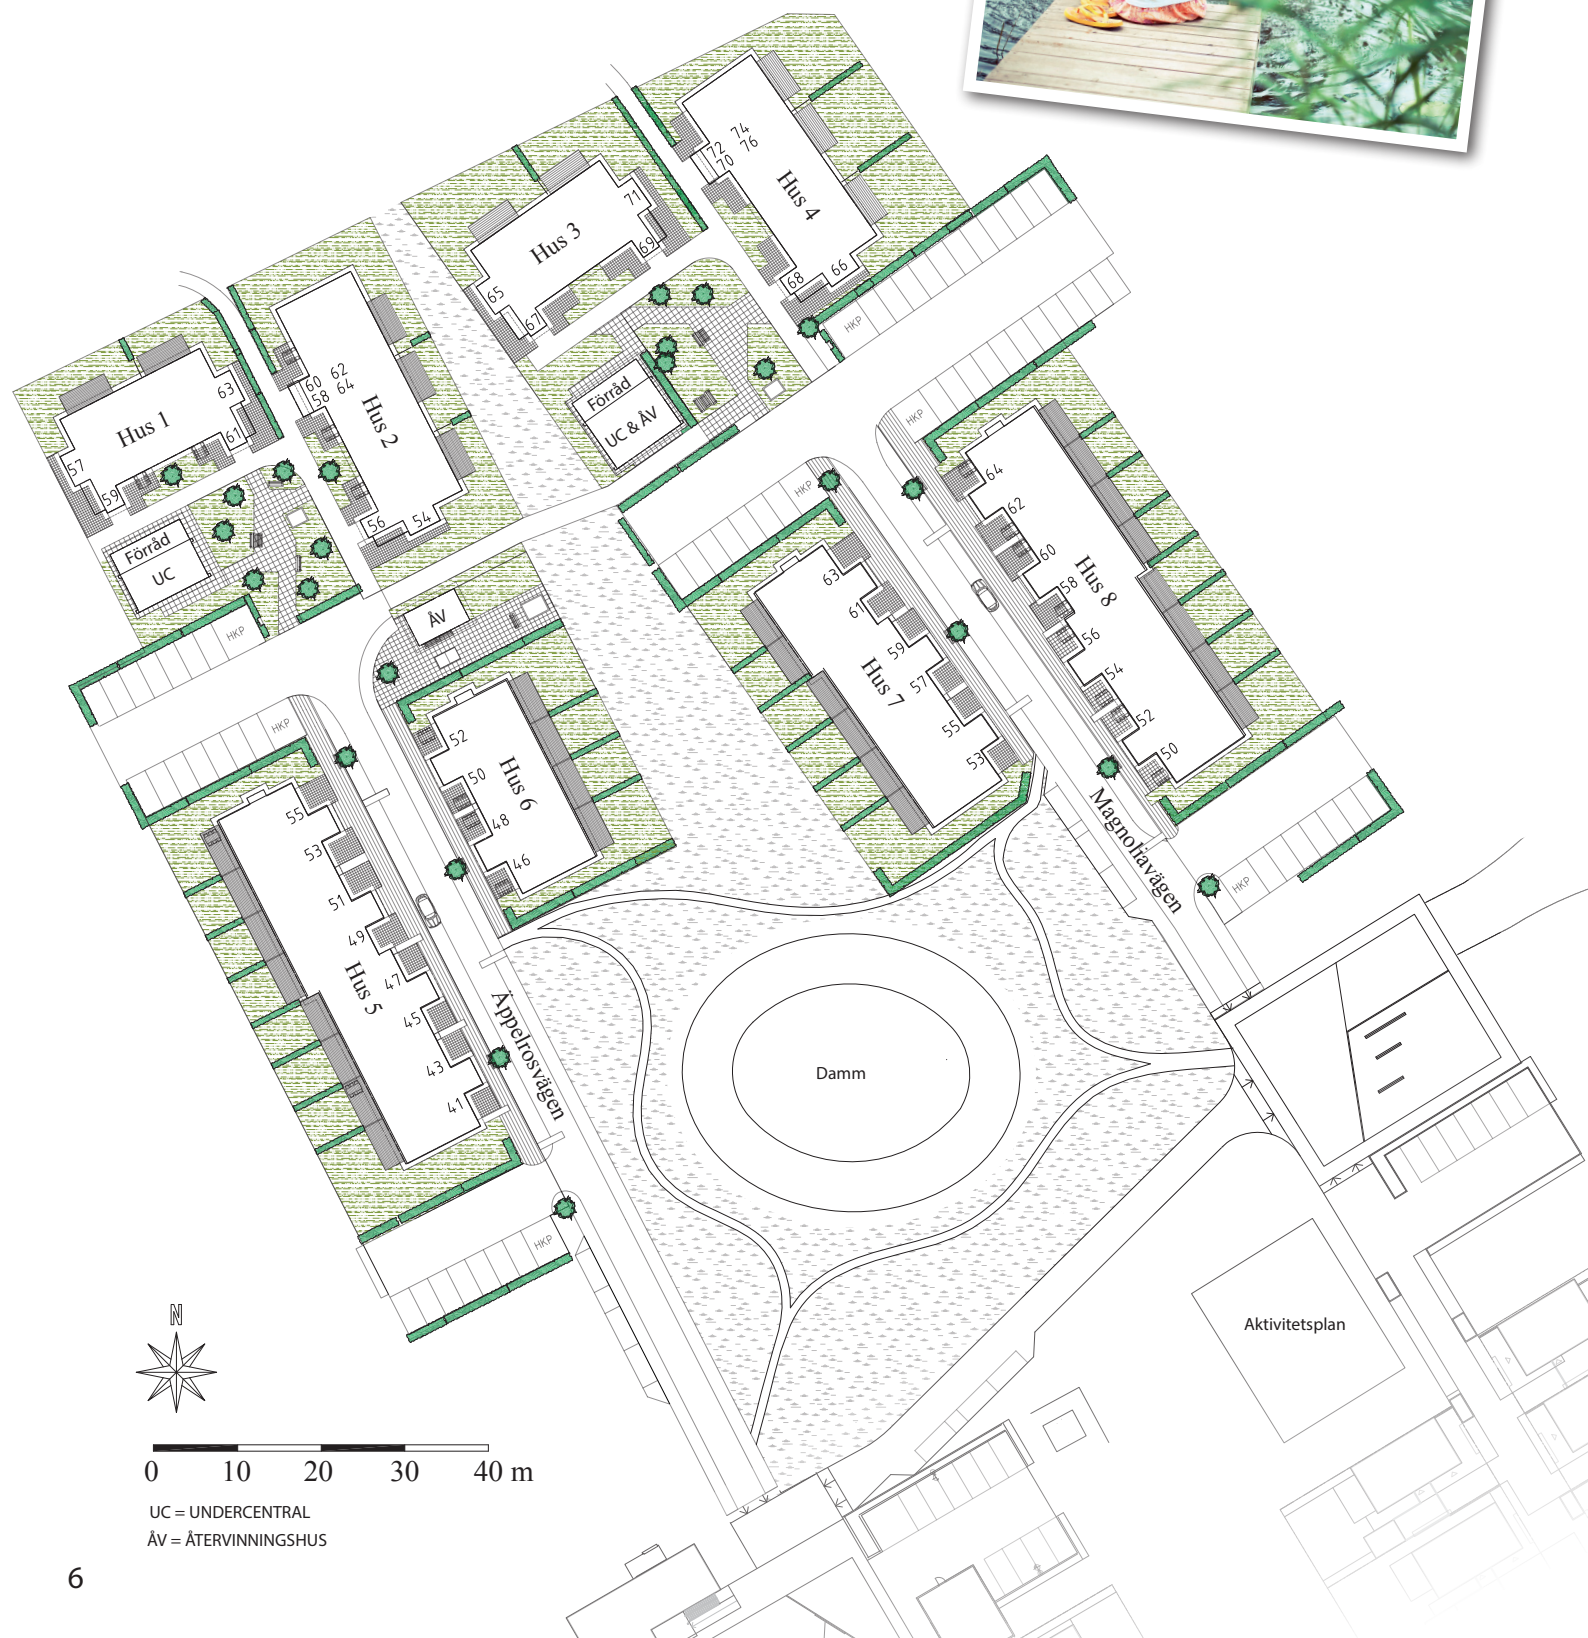 72 74
70 76
Hus 4
68
66
71
Hus 3
69
65
67
HKP
60 62
58 64
Hus 2
56
54
63
Hus 1
61
57
59
Förråd
UC & ÅV
Förråd
UC
HKP
HKP
HKP
HKP
ÅV
64
62
60
58
Hus 8
56
54
52
50
63
61
59
Hus 7
57
55
53
52
50
Hus 6
48
46
HKP
55
53
51
49
Hus 5
47
45
43
41
Magnoliavägen
HKP
Äppelrosvägen
Damm
HKP
Aktivitetsplan
N
0 10 20 30 40 m
UC = UNDERCENTRAL
ÅV = ÅTERVINNINGSHUS
6